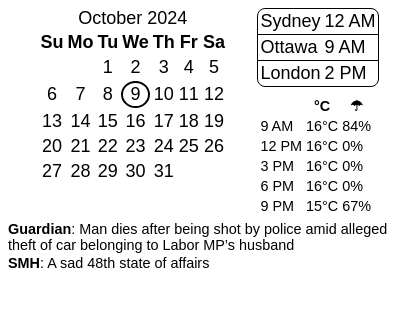 October 2024
Su Mo Tu We Th Fr Sa
1 2 3 4 5
6 7 8 9 10 11 12
13 14 15 16 17 18 19
20 21 22 23 24 25 26
27 28 29 30 31
Sydney 12 AM
Ottawa 9 AM
London 2 PM
°C ☂
9 AM 16°C 84%
12 PM 16°C 0%
3 PM 16°C 0%
6 PM 16°C 0%
9 PM 15°C 67%
Guardian: Man dies after being shot by police amid alleged
theft of car belonging to Labor MP’s husband
SMH: A sad 48th state of affairs